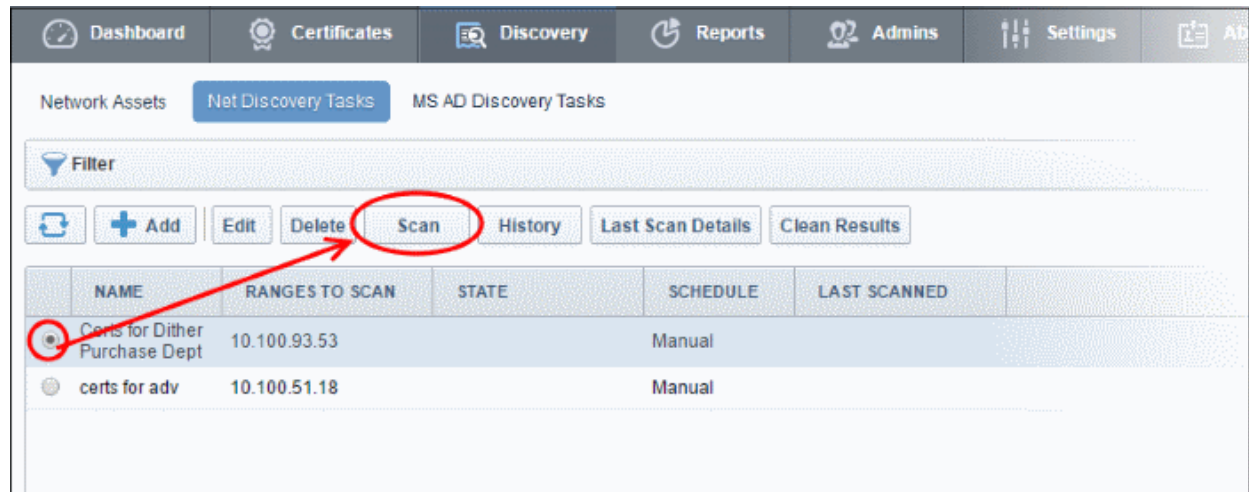 Dashboard Certificates Discovery Reports Admins Settings
Network Assets Net Discovery Tasks MS AD Discovery Tasks
Filter
Add Edit Delete Scan History Last Scan Details Clean Results
NAME RANGES TO SCAN STATE SCHEDULE LAST SCANNED
Certs for Dither
Purchase Dept 10.100.93.53 Manual
certs for adv 10.100.51.18 Manual